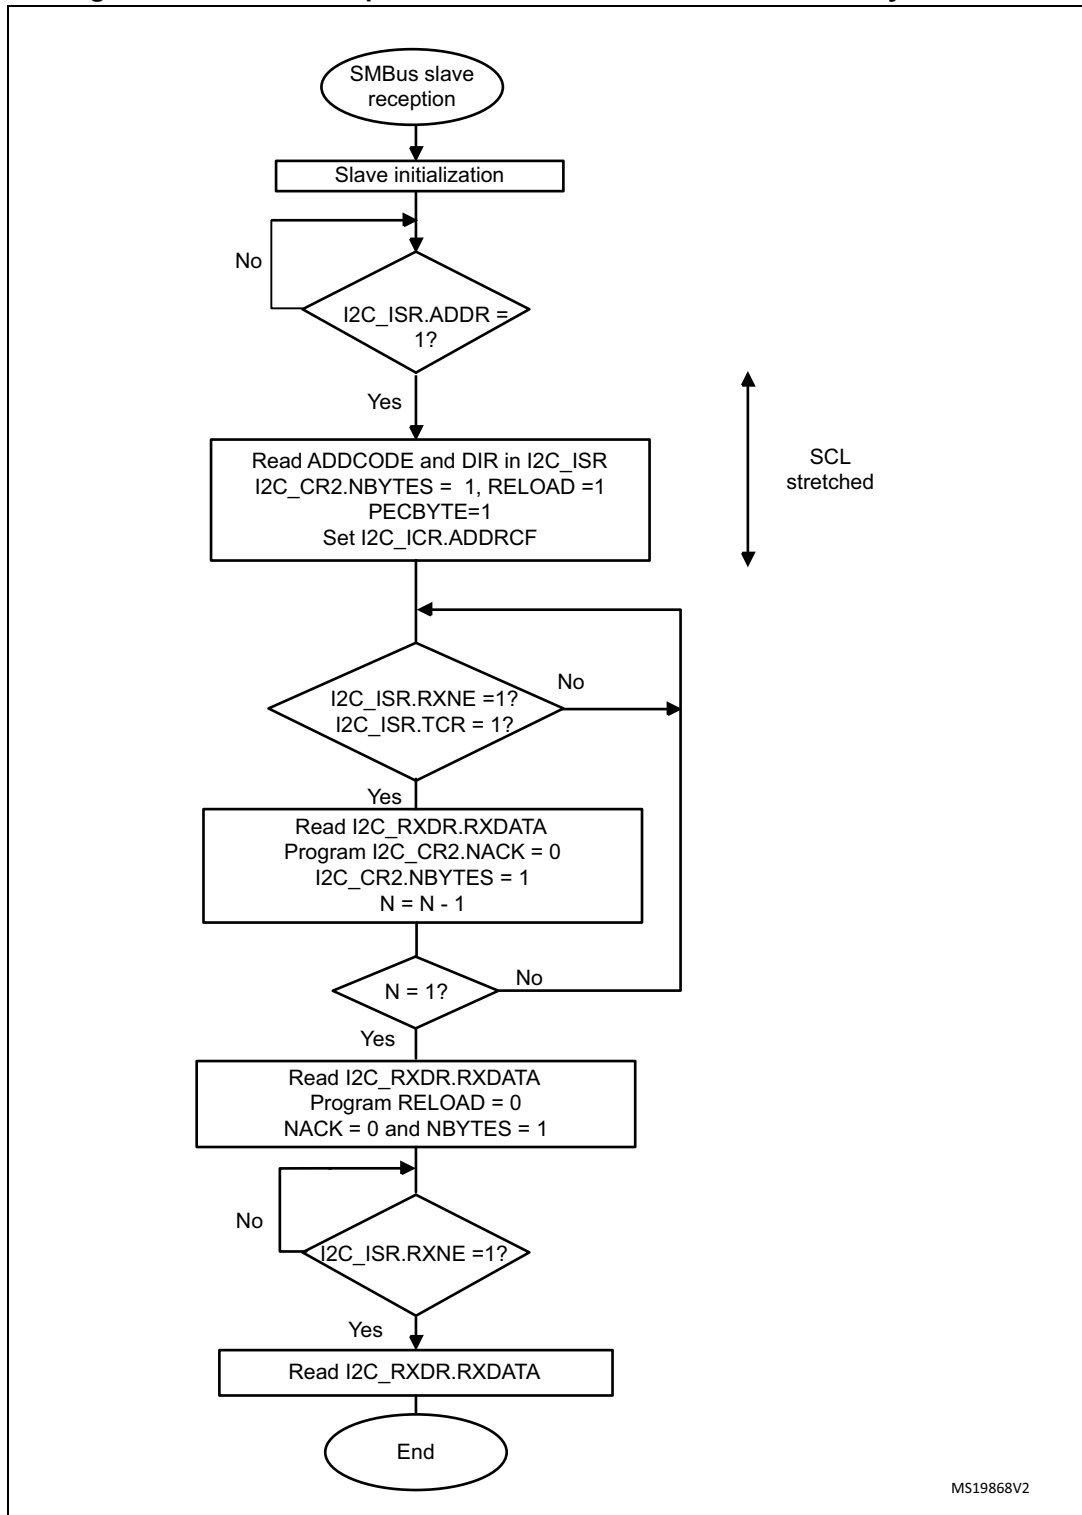 SMBus slave
reception
Slave initialization
No
I2C_ISR.ADDR =
1?
Yes
SCL
stretched
Read ADDCODE and DIR in I2C_ISR
I2C_CR2.NBYTES = 1, RELOAD =1
PECBYTE=1
Set I2C_ICR.ADDRCF
I2C_ISR.RXNE =1?
I2C_ISR.TCR = 1?
No
Yes
Read I2C_RXDR.RXDATA
Program I2C_CR2.NACK = 0
I2C_CR2.NBYTES = 1
N = N - 1
N = 1?
No
Yes
Read I2C_RXDR.RXDATA
Program RELOAD = 0
NACK = 0 and NBYTES = 1
No
I2C_ISR.RXNE =1?
Yes
Read I2C_RXDR.RXDATA
End
MS19868V2